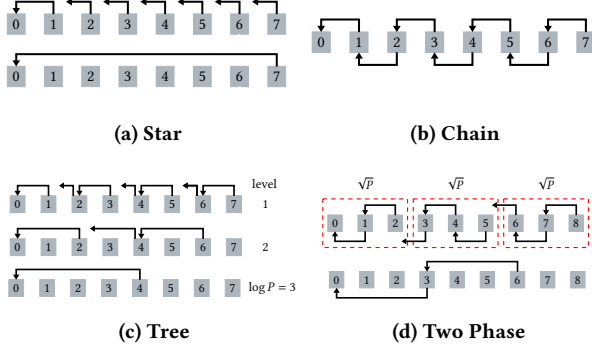 0 1 2 3 4 5 6 7
0 1 2 3 4 5 6 7
(a) Star
0 1 2 3 4 5 6 7
(b) Chain
level
0 1 2 3 4 5 6 7 1
0 1 2 3 4 5 6 7 2
0 1 2 3 4 5 6 7 log P = 3
(c) Tree
√P √P √P
0 1 2 3 4 5 6 7 8
0 1 2 3 4 5 6 7 8
(d) Two Phase